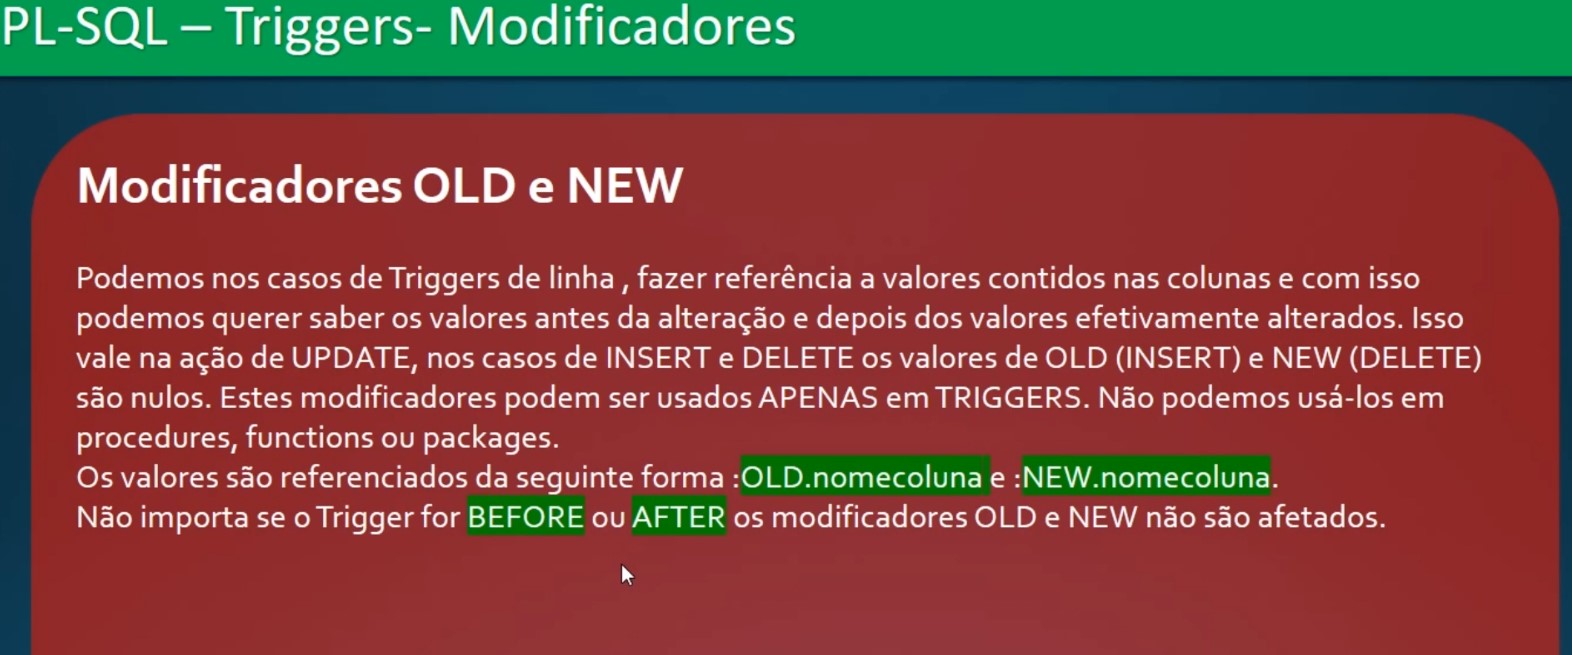 PL-SQL – Triggers- Modificadores
Modificadores OLD e NEW
Podemos nos casos de Triggers de linha , fazer referência a valores contidos nas colunas e com isso
podemos querer saber os valores antes da alteração e depois dos valores efetivamente alterados. Isso
vale na ação de UPDATE, nos casos de INSERT e DELETE os valores de OLD (INSERT) e NEW (DELETE)
são nulos. Estes modificadores podem ser usados APENAS em TRIGGERS. Não podemos usá-los em
procedures, functions ou packages.
Os valores são referenciados da seguinte forma :OLD.nomecoluna e :NEW.nomecoluna.
Não importa se o Trigger for BEFORE ou AFTER os modificadores OLD e NEW não são afetados.